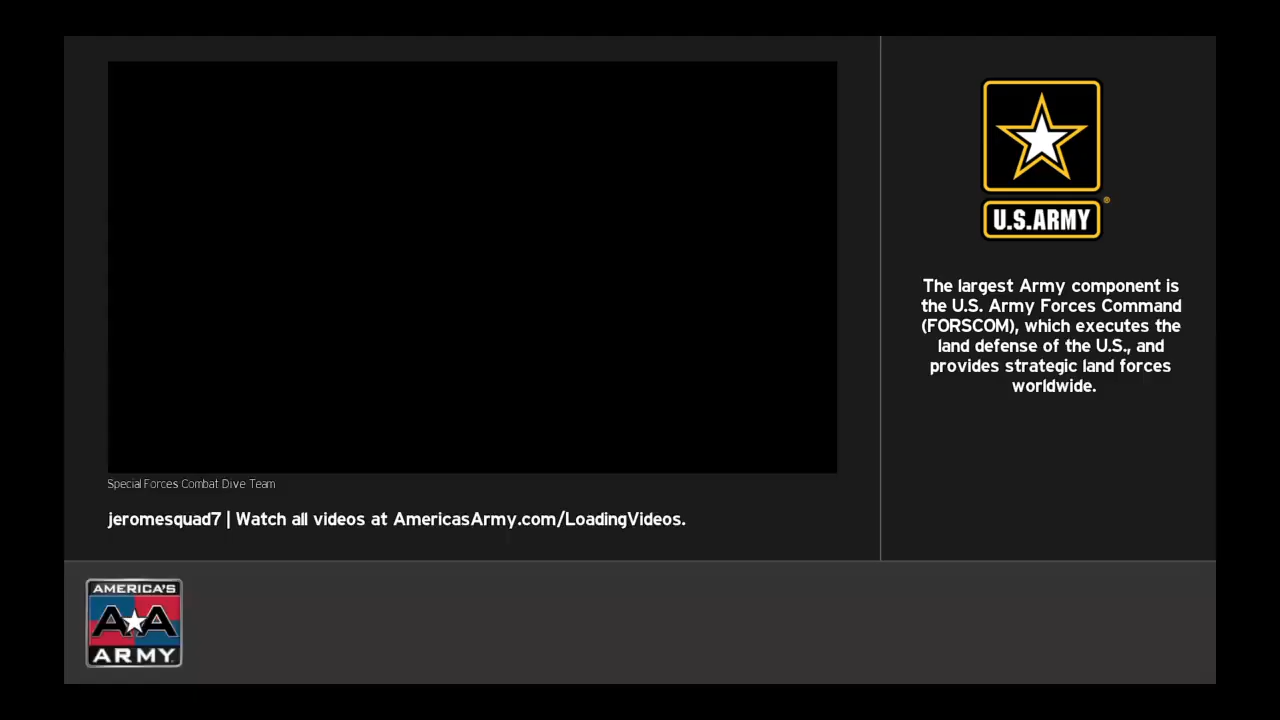 U.S.ARMY
®
The largest Army component is
the U.S. Army Forces Command
(FORSCOM), which executes the
land defense of the U.S., and
provides strategic land forces
worldwide.
Special Forces Combat Dive Team
jeromesquad7 | Watch all videos at AmericasArmy.com/LoadingVideos.
AMERICA'S
AA
ARMY